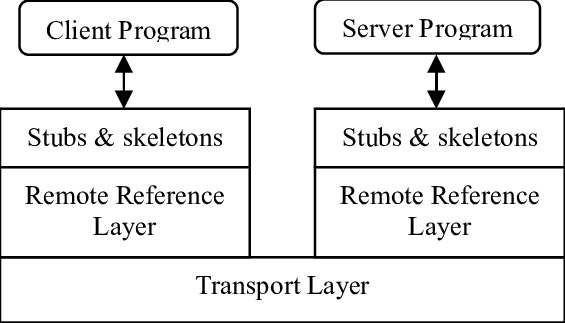 Client Program
Server Program
Stubs & skeletons
Stubs & skeletons
Remote Reference
Layer
Remote Reference
Layer
Transport Layer